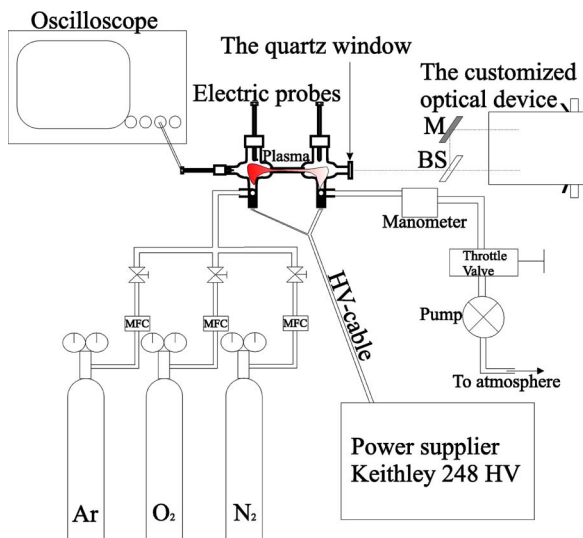 Oscilloscope
The quartz window
Electric probes
The customized
optical device
M
BS
Plasma
Manometer
Throttle
Valve
HV-cable
MFC
MFC
MFC
Pump
To atmosphere
Power supplier
Keithley 248 HV
Ar
O₂
N₂